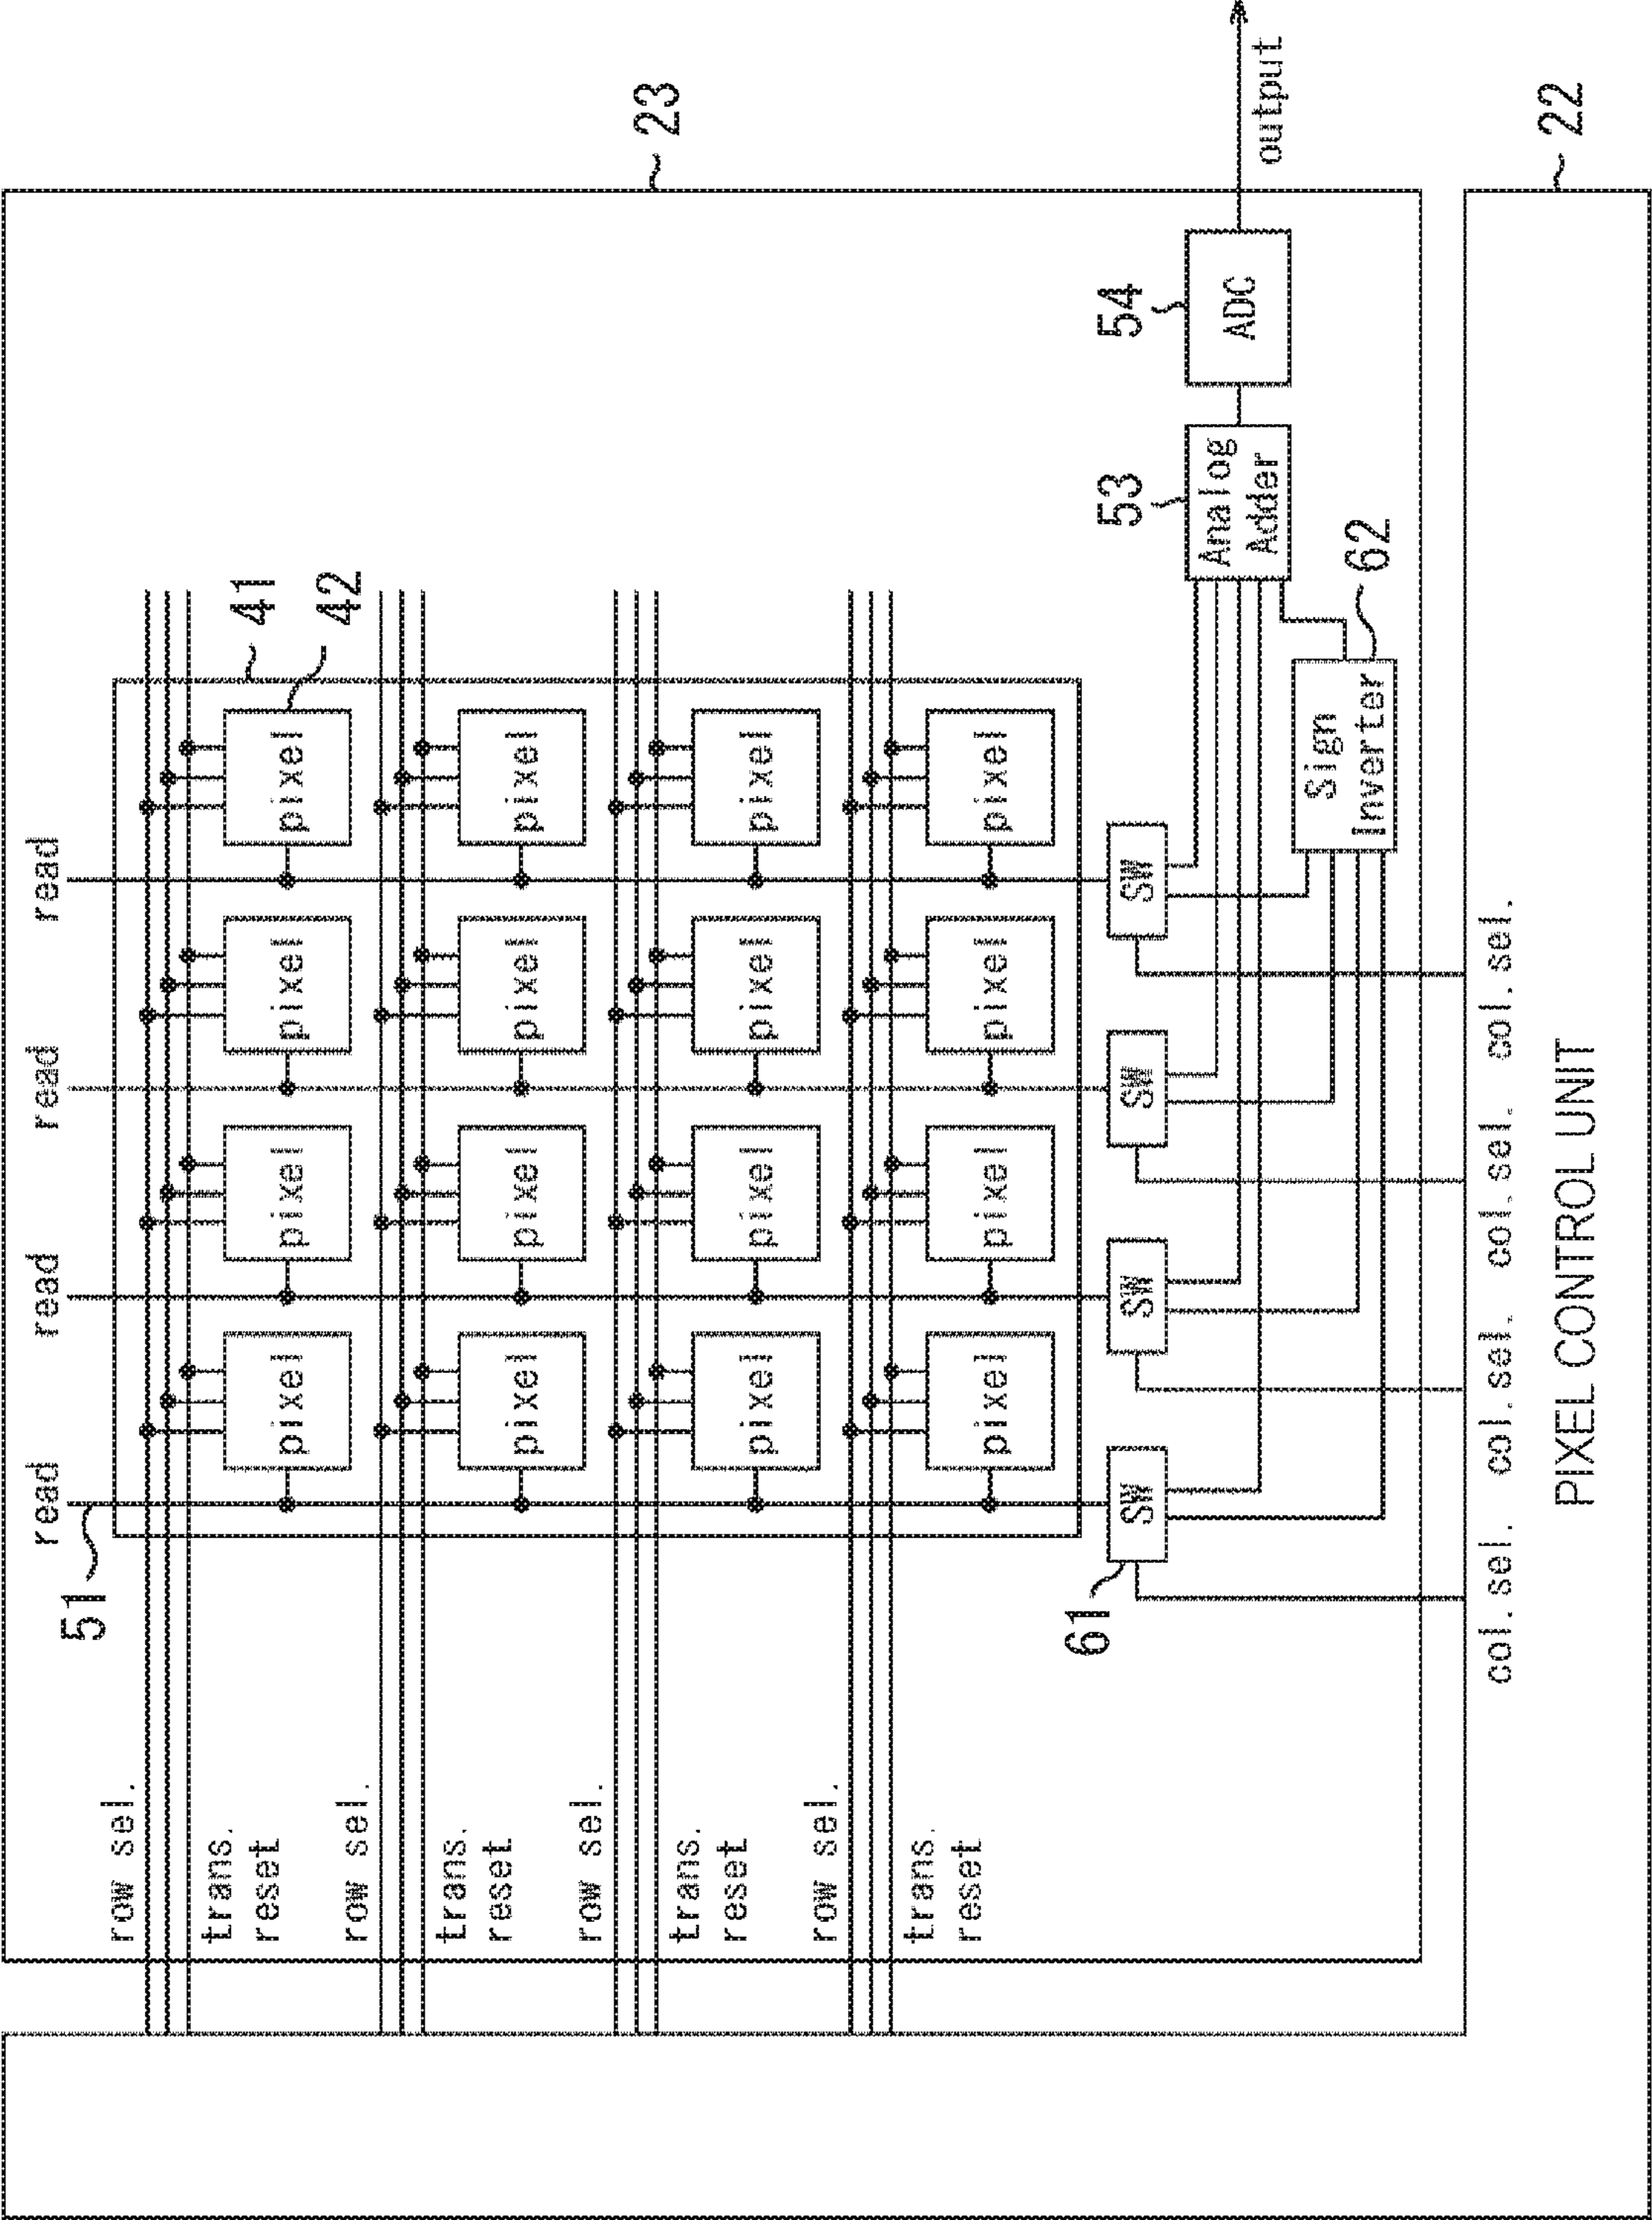 23
41
42
read
read
read
read
51
row sel.
trans.
reset
pixel
pixel
pixel
pixel
row sel.
trans.
reset
pixel
pixel
pixel
pixel
row sel.
trans.
reset
pixel
pixel
pixel
pixel
row sel.
trans.
reset
pixel
pixel
pixel
pixel
61
SW
SW
SW
SW
53
54
Analog
Adder
ADC
output
62
Sign
Inverter
col.sel.
col.sel.
col.sel.
col.sel.
PIXEL CONTROL UNIT
22